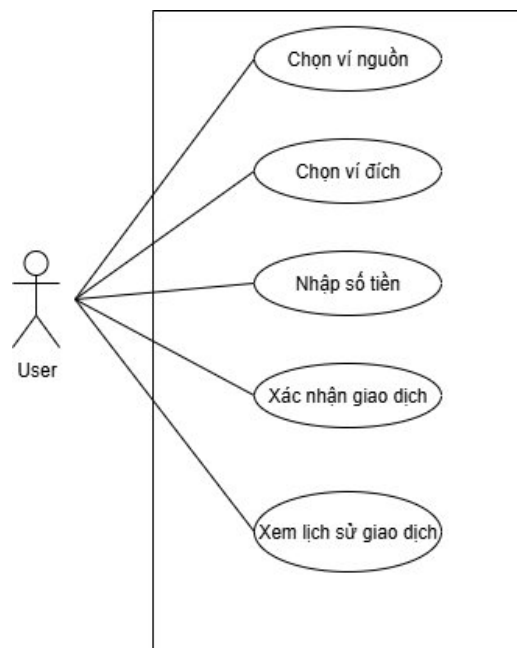 Chọn ví nguồn
Chọn ví đích
Nhập số tiền
User
Xác nhận giao dịch
Xem lịch sử giao dịch